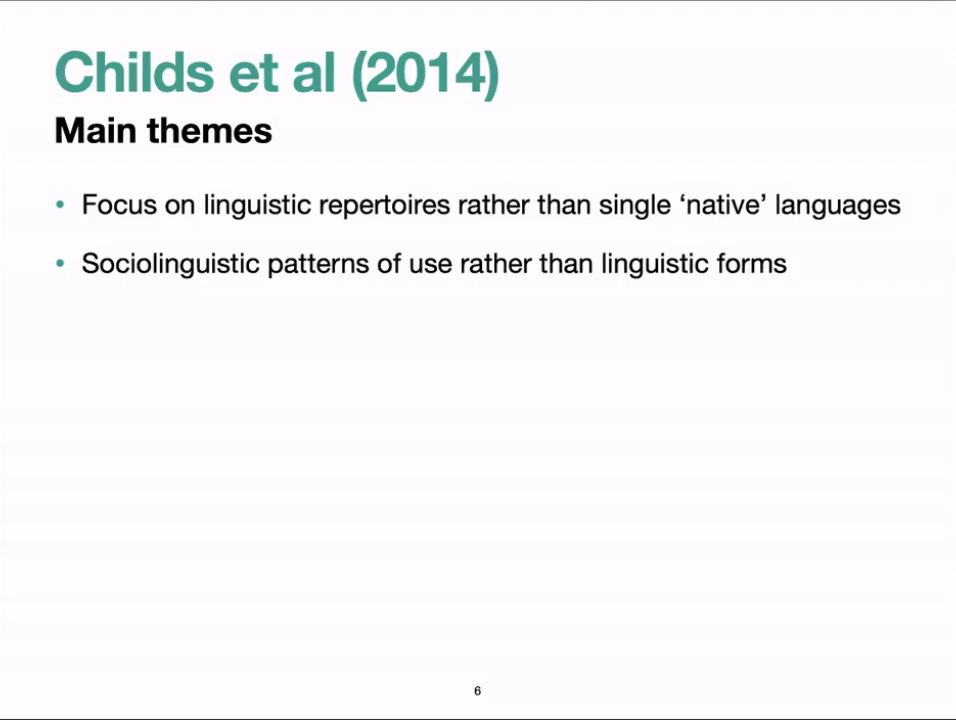 Childs et al (2014)
Main themes
• Focus on linguistic repertoires rather than single ‘native’ languages
• Sociolinguistic patterns of use rather than linguistic forms
6